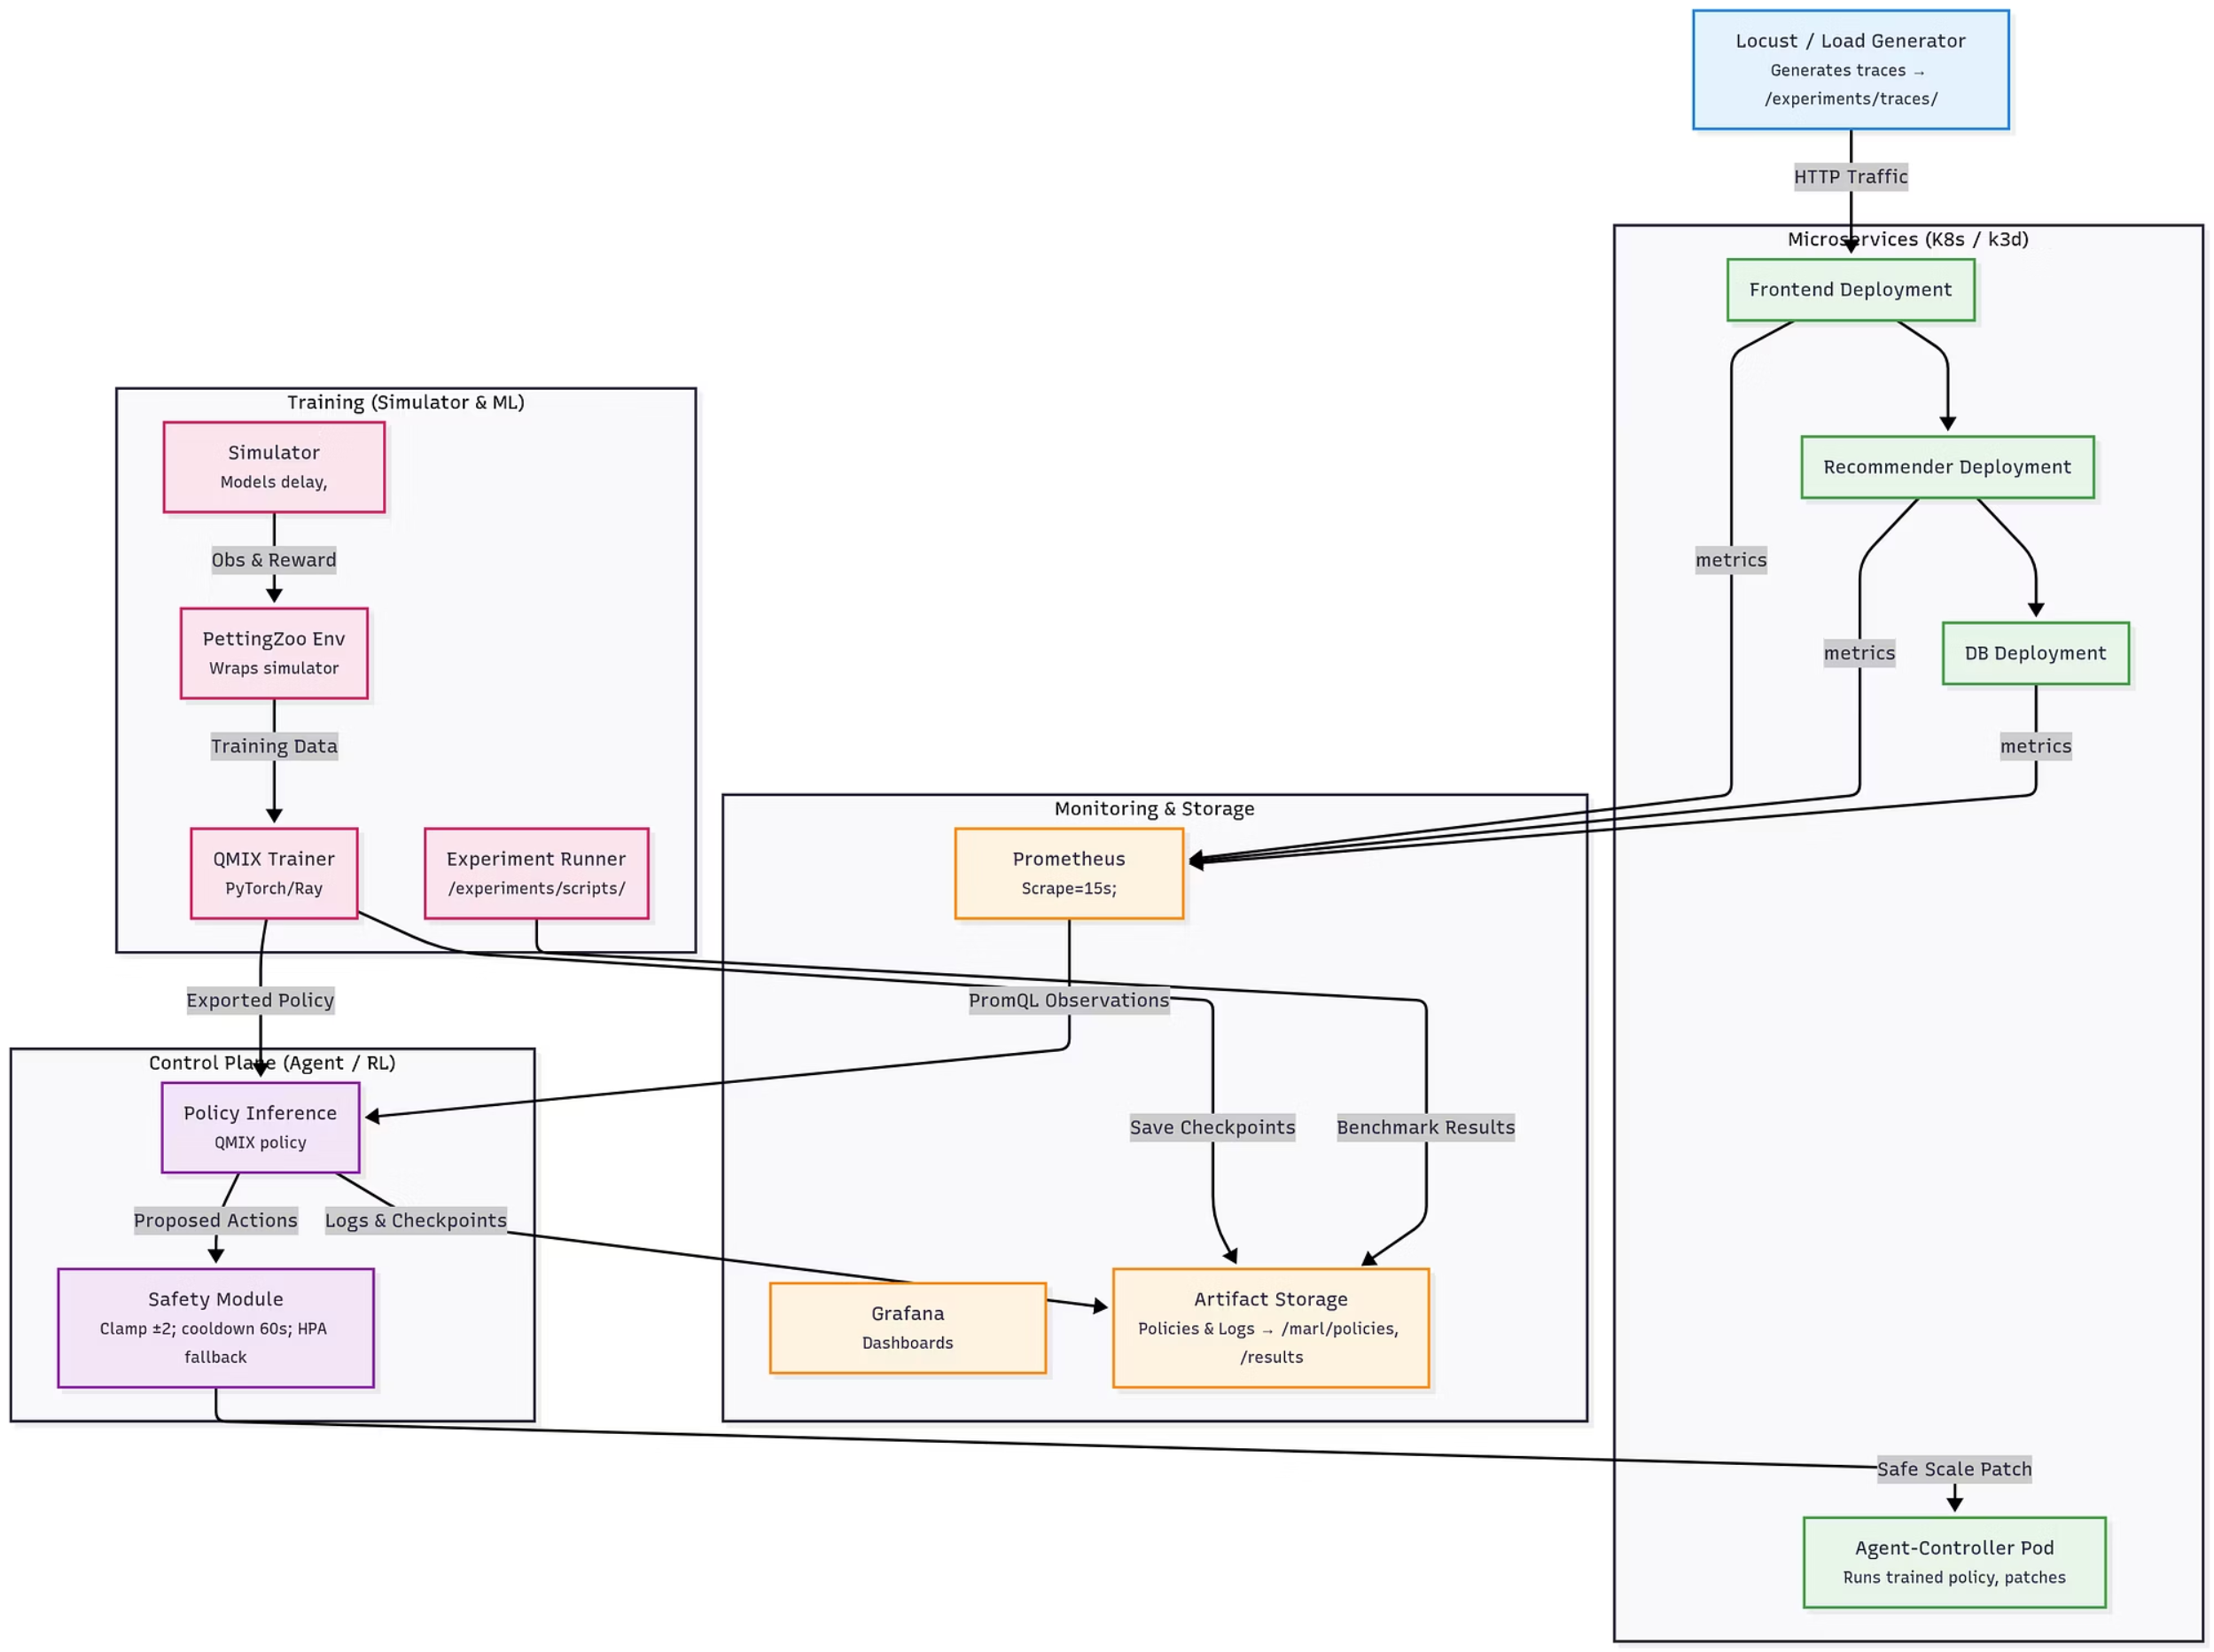 Locust / Load Generator
Generates traces →
/experiments/traces/
HTTP Traffic
Microservices (K8s / k3d)
Frontend Deployment
Recommender Deployment
metrics
metrics
DB Deployment
metrics
Training (Simulator & ML)
Simulator
Models delay,
Obs & Reward
PettingZoo Env
Wraps simulator
Training Data
QMIX Trainer
PyTorch/Ray
Experiment Runner
/experiments/scripts/
Monitoring & Storage
Prometheus
Scrape=15s;
Exported Policy
PromQL Observations
Control Plane (Agent / RL)
Policy Inference
QMIX policy
Save Checkpoints
Benchmark Results
Proposed Actions
Logs & Checkpoints
Safety Module
Clamp ±2; cooldown 60s; HPA
fallback
Grafana
Dashboards
Artifact Storage
Policies & Logs → /marl/policies,
/results
Safe Scale Patch
Agent-Controller Pod
Runs trained policy, patches